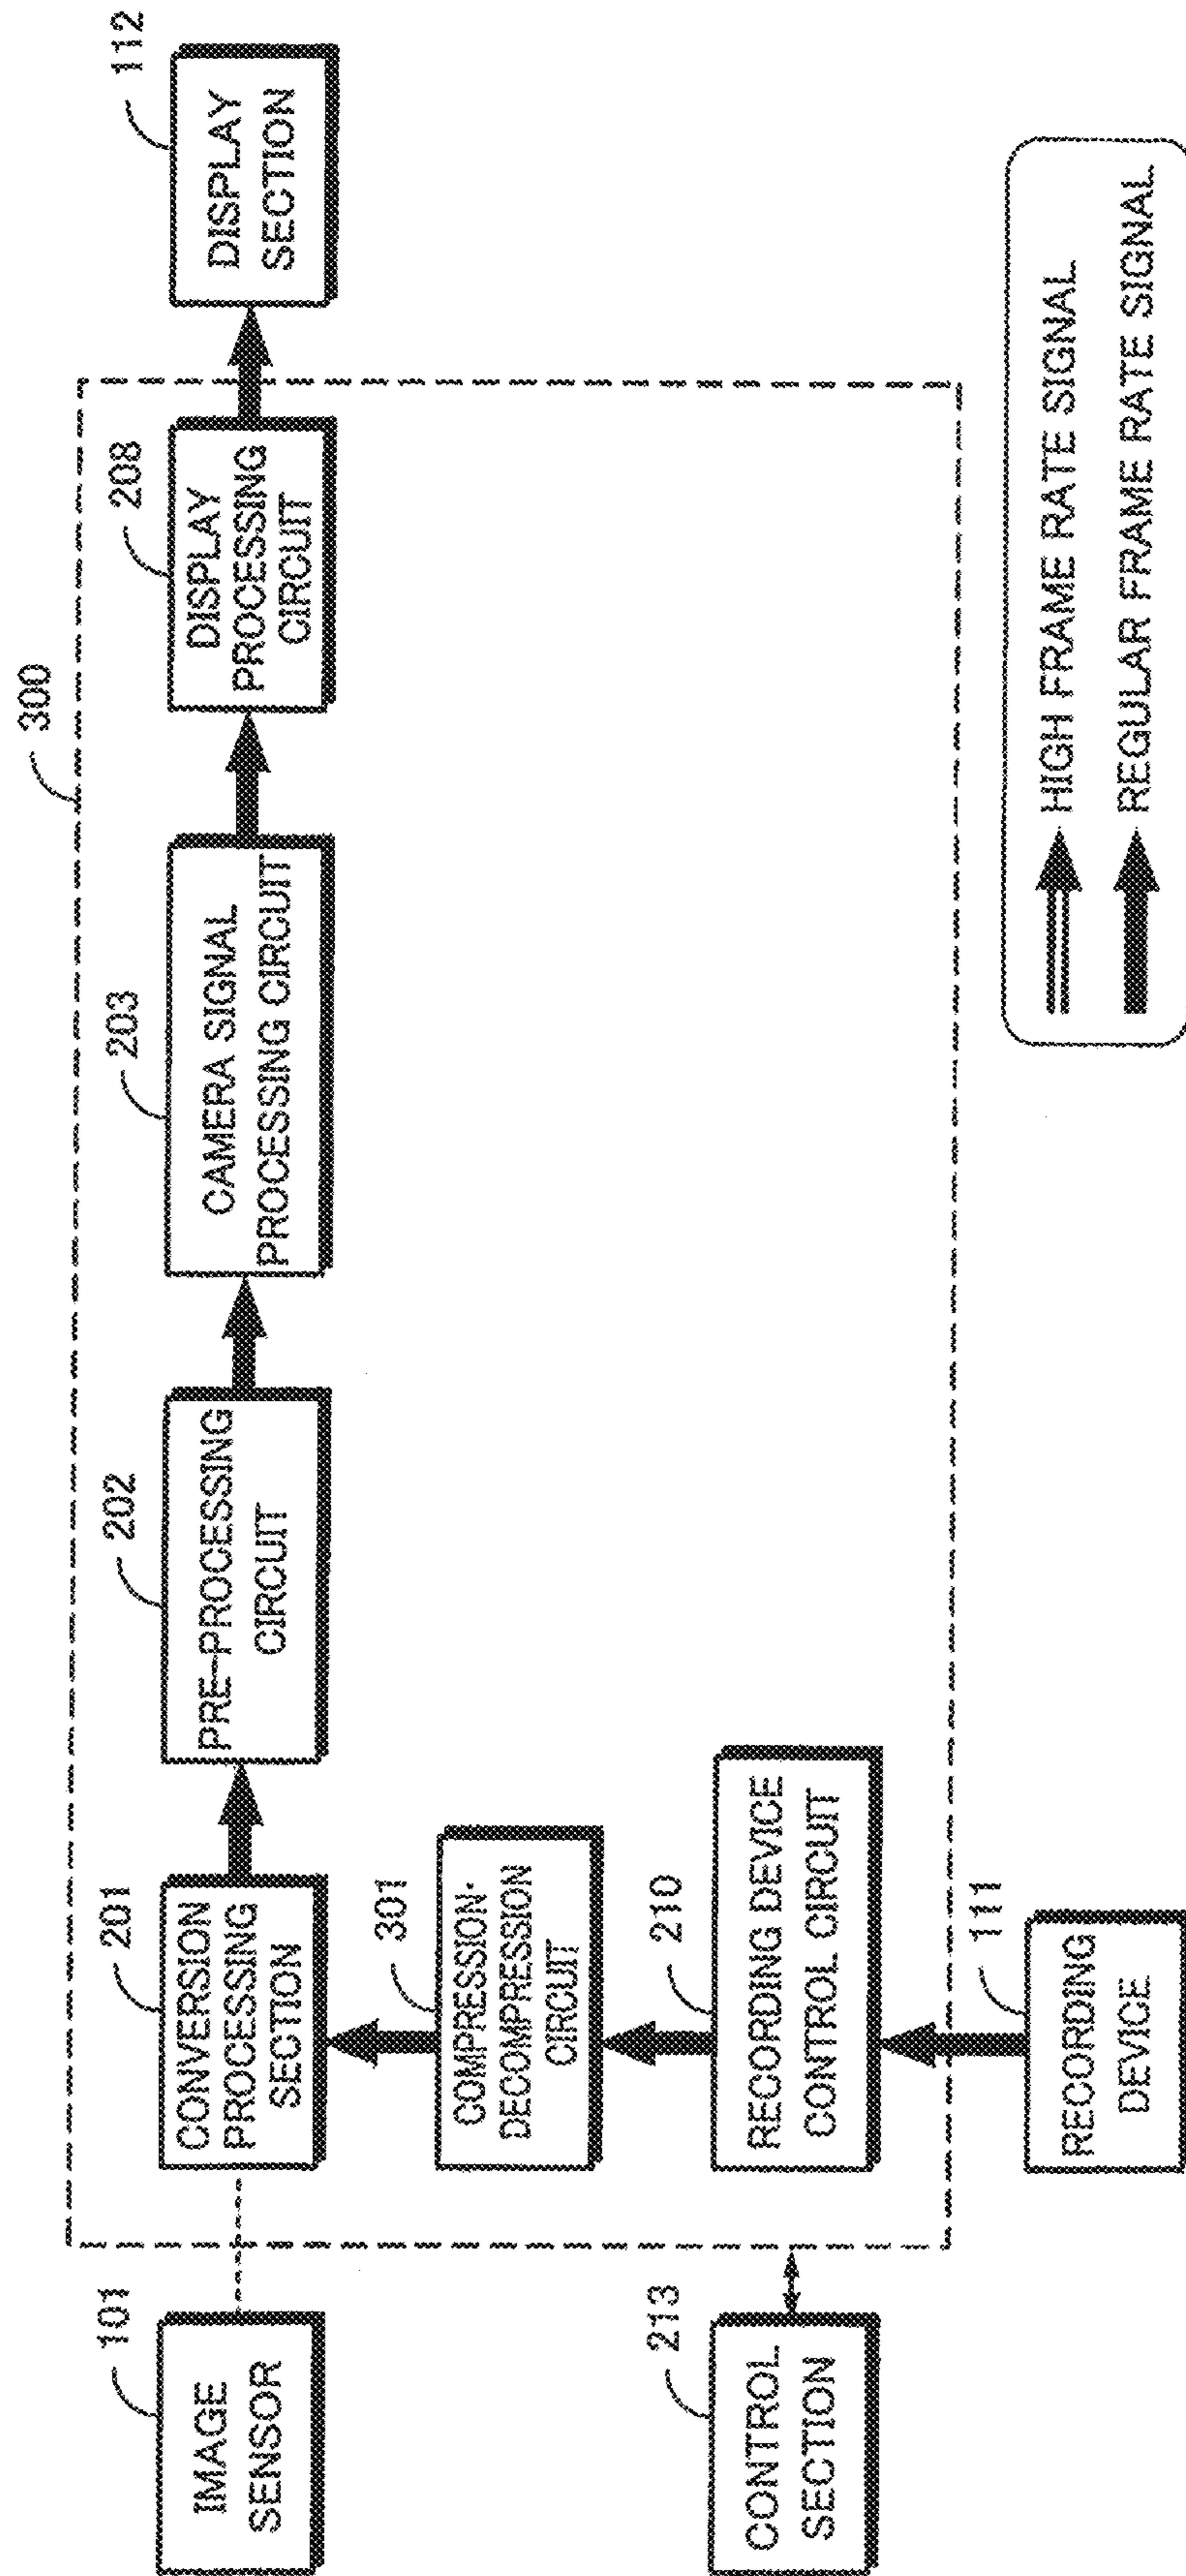 300
101
IMAGE
SENSOR
201
CONVERSION
PROCESSING
SECTION
202
PRE-PROCESSING
CIRCUIT
203
CAMERA SIGNAL
PROCESSING CIRCUIT
208
DISPLAY
PROCESSING
CIRCUIT
112
DISPLAY
SECTION
301
COMPRESSION·
DECOMPRESSION
CIRCUIT
213
CONTROL
SECTION
210
RECORDING DEVICE
CONTROL CIRCUIT
111
RECORDING
DEVICE
HIGH FRAME RATE SIGNAL
REGULAR FRAME RATE SIGNAL